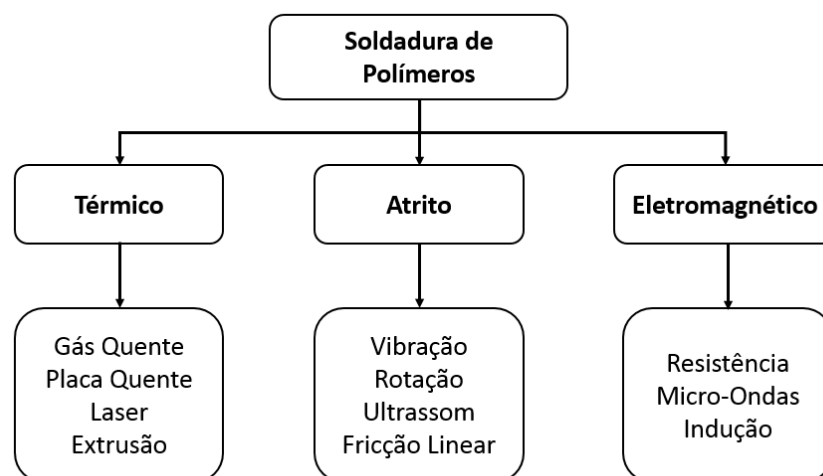 Soldadura de
Polímeros
Térmico
Atrito
Eletromagnético
Gás Quente
Placa Quente
Laser
Extrusão
Vibração
Rotação
Ultrassom
Fricção Linear
Resistência
Micro-Ondas
Indução